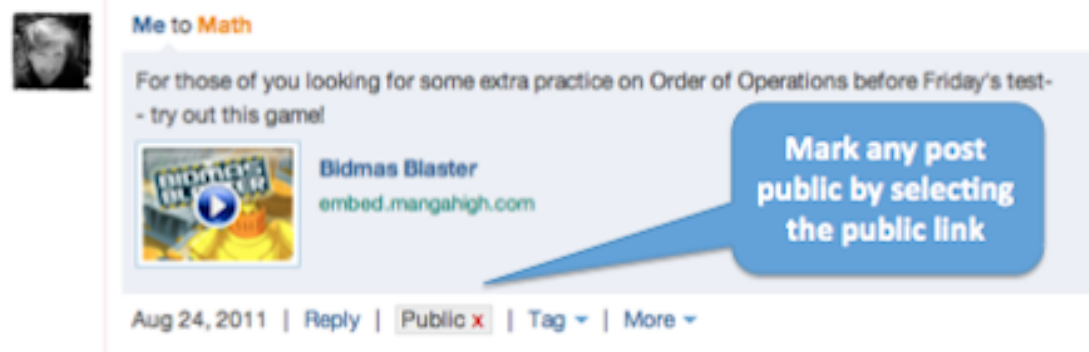 Me to Math
For those of you looking for some extra practice on Order of Operations before Friday's test-
- try out this game!
BIDMAS
BLASTER
Bidmas Blaster
embed.mangahigh.com
Mark any post
public by selecting
the public link
Aug 24, 2011 | Reply | Public x | Tag | More